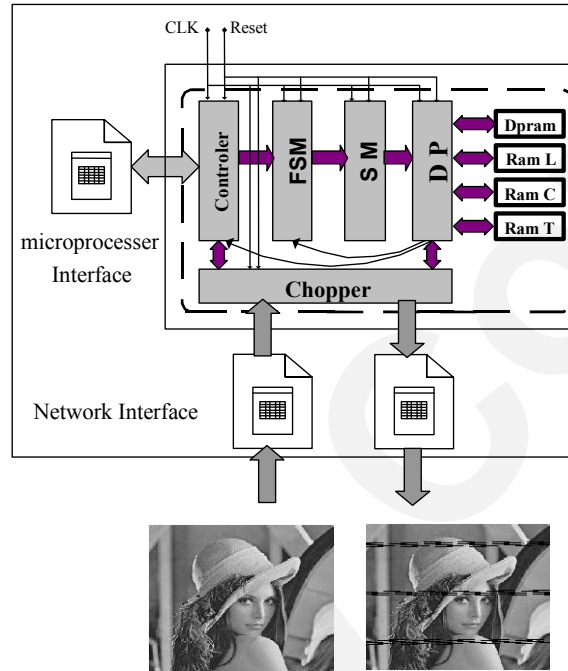 CLK
Reset
Controler
FSM
S M
D P
Dpram
Ram L
Ram C
Ram T
microprocesser
Interface
Chopper
Network Interface